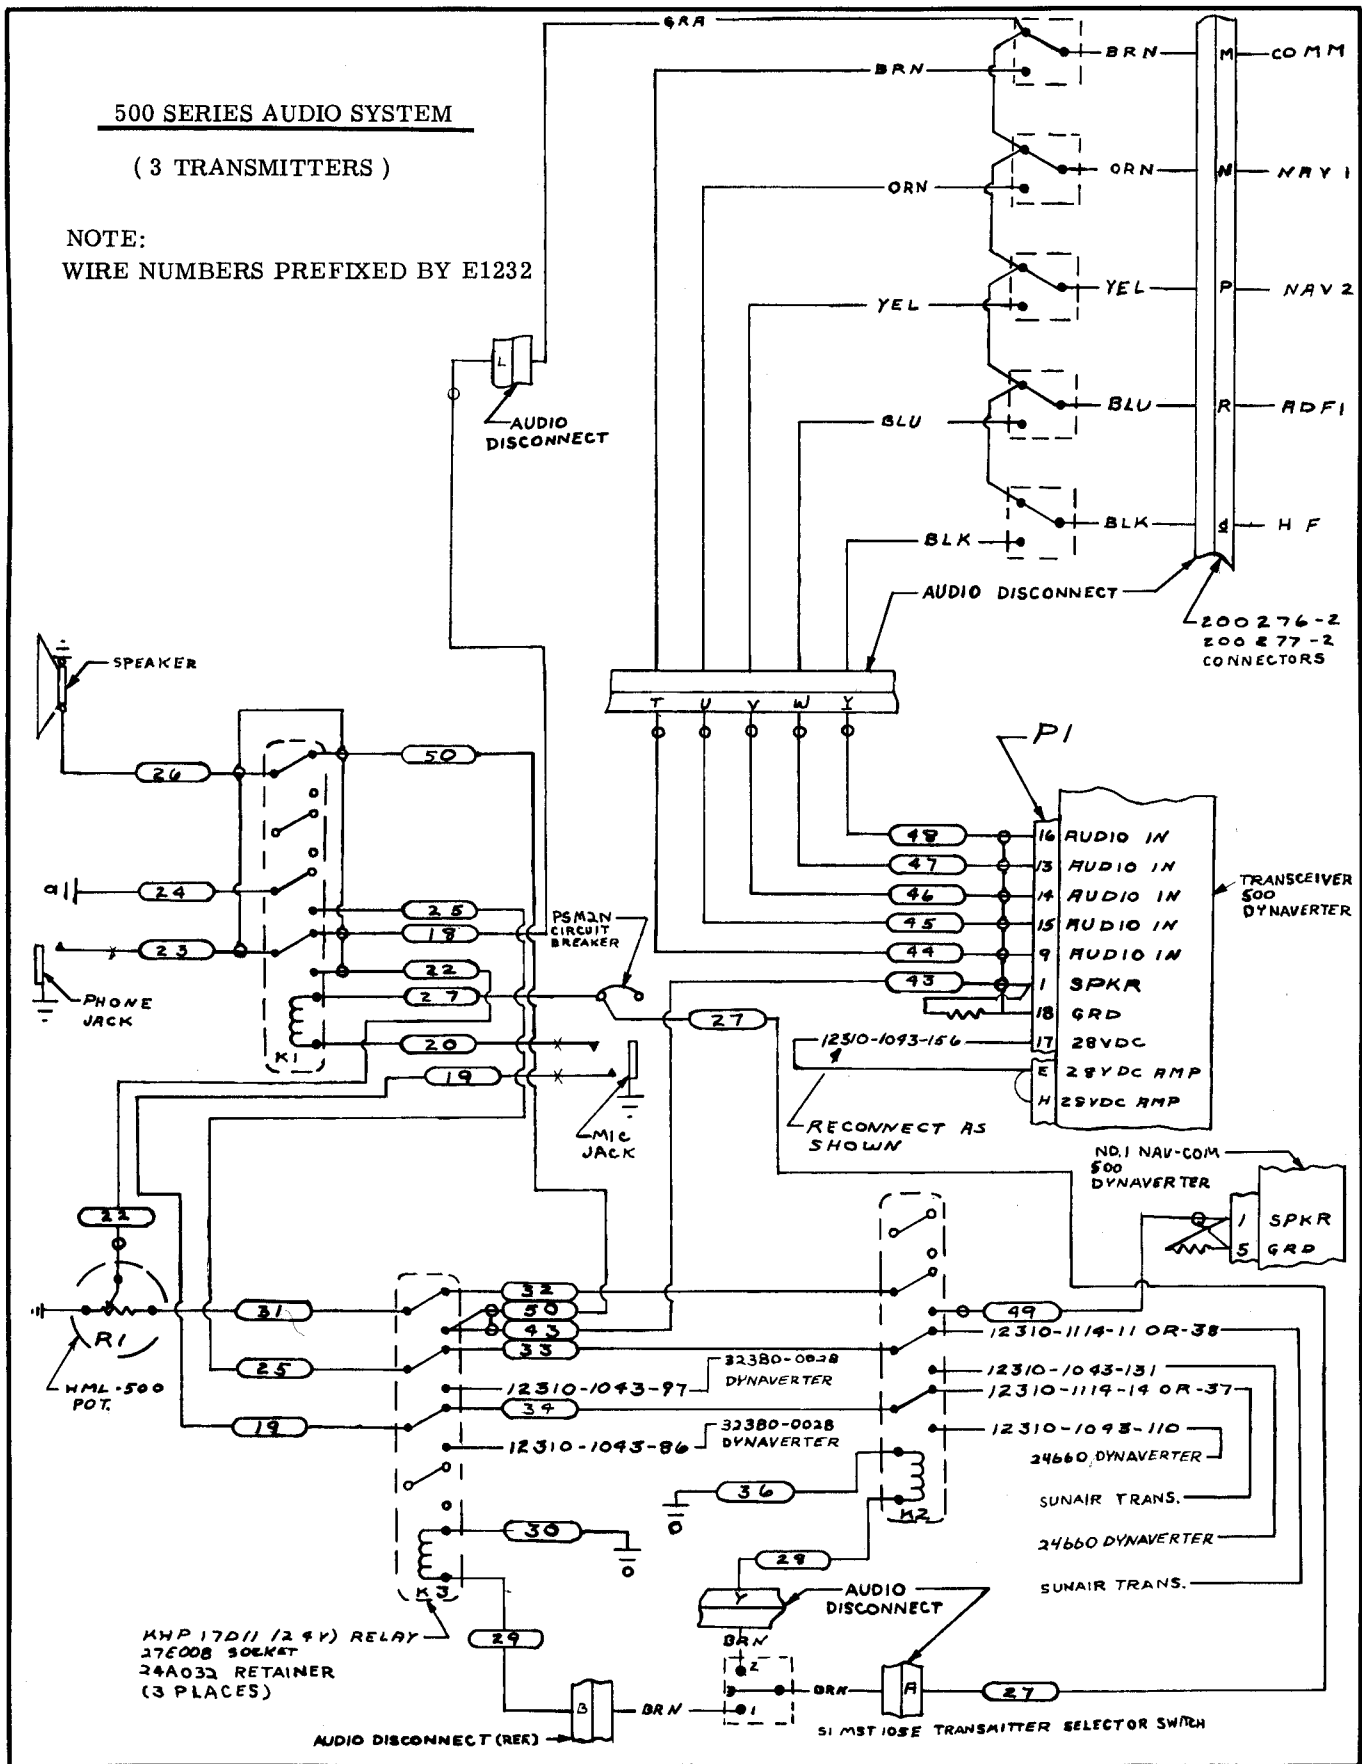 GRA
BRN
BRN
M
COMM
500 SERIES AUDIO SYSTEM
( 3 TRANSMITTERS )
ORN
ORN
N
NAV 1
NOTE:
WIRE NUMBERS PREFIXED BY E1232
YEL
YEL
P
NAV 2
L
AUDIO
DISCONNECT
BLU
BLU
R
ADF1
BLK
BLK
d
HF
AUDIO DISCONNECT
200276-2
200277-2
CONNECTORS
SPEAKER
T U V W Y
P1
26
50
24
25
18
23
22
27
20
19
K1
PHONE
JACK
PSM2N
CIRCUIT
BREAKER
27
MIC
JACK
48
16 AUDIO IN
47
13 AUDIO IN
46
14 AUDIO IN
45
15 AUDIO IN
44
9 AUDIO IN
43
1 SPKR
18 GRD
12310-1093-156
17 28VDC
E 28VDC AMP
H 28VDC AMP
TRANSCEIVER
500
DYNAVERTER
RECONNECT AS
SHOWN
NO.1 NAV-COM
500
DYNAVERTER
1 SPKR
5 GRD
22
31
R1
WML-500
POT.
25
19
32
50
43
33
12310-1043-97
32380-0028
DYNAVERTER
34
12310-1093-86
32380-0028
DYNAVERTER
49
12310-1114-11 OR-38
12310-1043-131
12310-1114-14 OR-37
12310-1093-110
24660 DYNAVERTER
SUNAIR TRANS.
24660 DYNAVERTER
SUNAIR TRANS.
36
K2
30
K3
28
Y
AUDIO
DISCONNECT
KHP 17D11 (24V) RELAY
27E008 SOCKET
24A032 RETAINER
(3 PLACES)
29
BRN
2
3
1
ORN
A
27
B
BRN
AUDIO DISCONNECT (REF.)
S1 MST 105E TRANSMITTER SELECTOR SWITCH